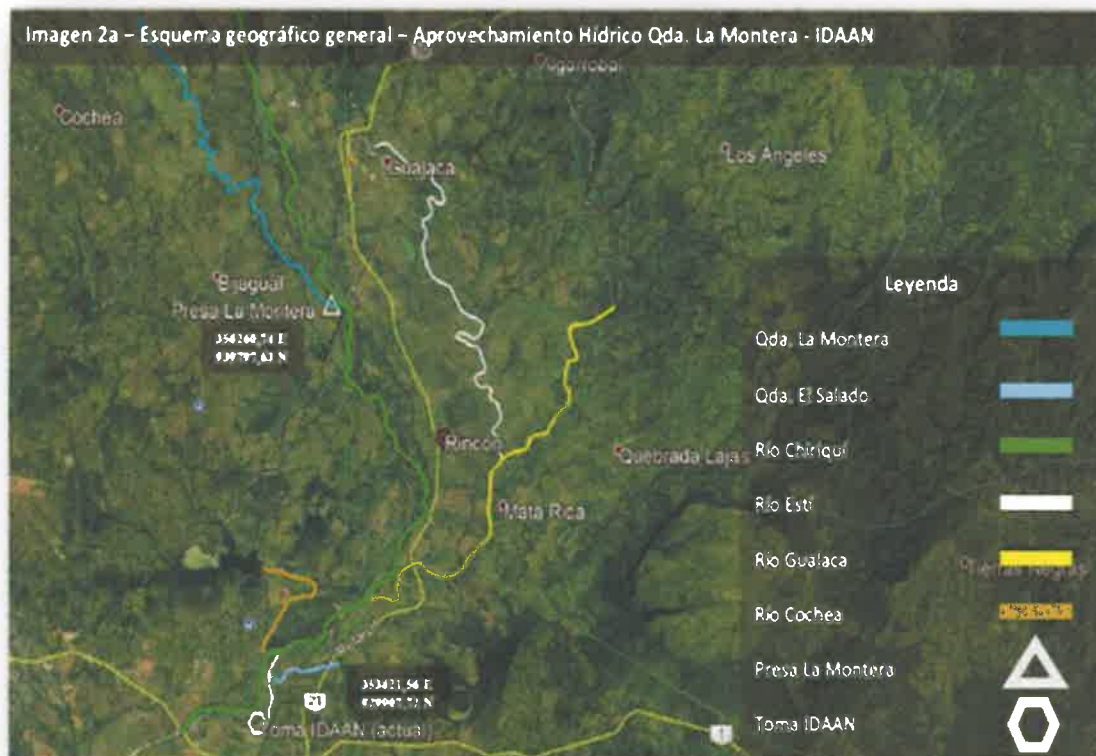 Imagen 2a – Esquema geográfico general – Aprovechamiento Hídrico Qda. La Montera - IDAAN
Cochea
Gualaca
Los Angeles
Bijagual
Presa La Montera
Leyenda
Qda. La Montera
Qda. El Salado
Rincón
Quebrada Lajas
Río Chiriquí
Mata Rica
Río Estí
Río Gualaca
Río Cochea
Presa La Montera
Toma IDAAN (actual)
1
Toma IDAAN